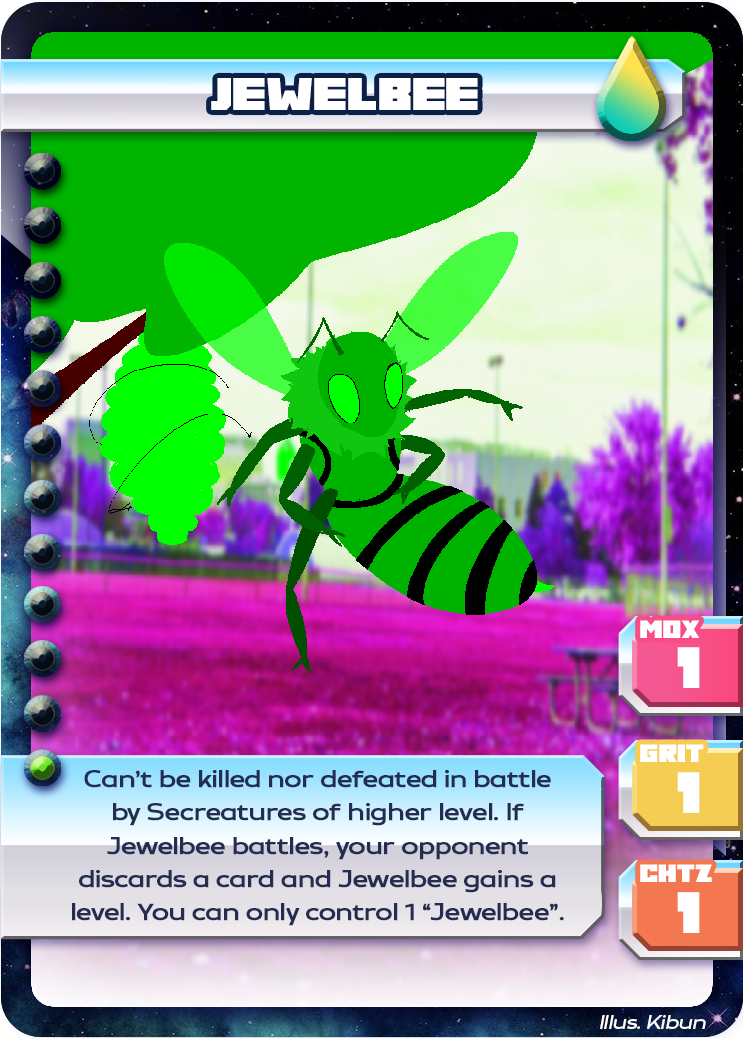 JEWELBEE
MOX
1
GRIT
1
CHTZ
1
Can't be killed nor defeated in battle
by Secreatures of higher level. If
Jewelbee battles, your opponent
discards a card and Jewelbee gains a
level. You can only control 1 “Jewelbee”.
Illus. Kibun